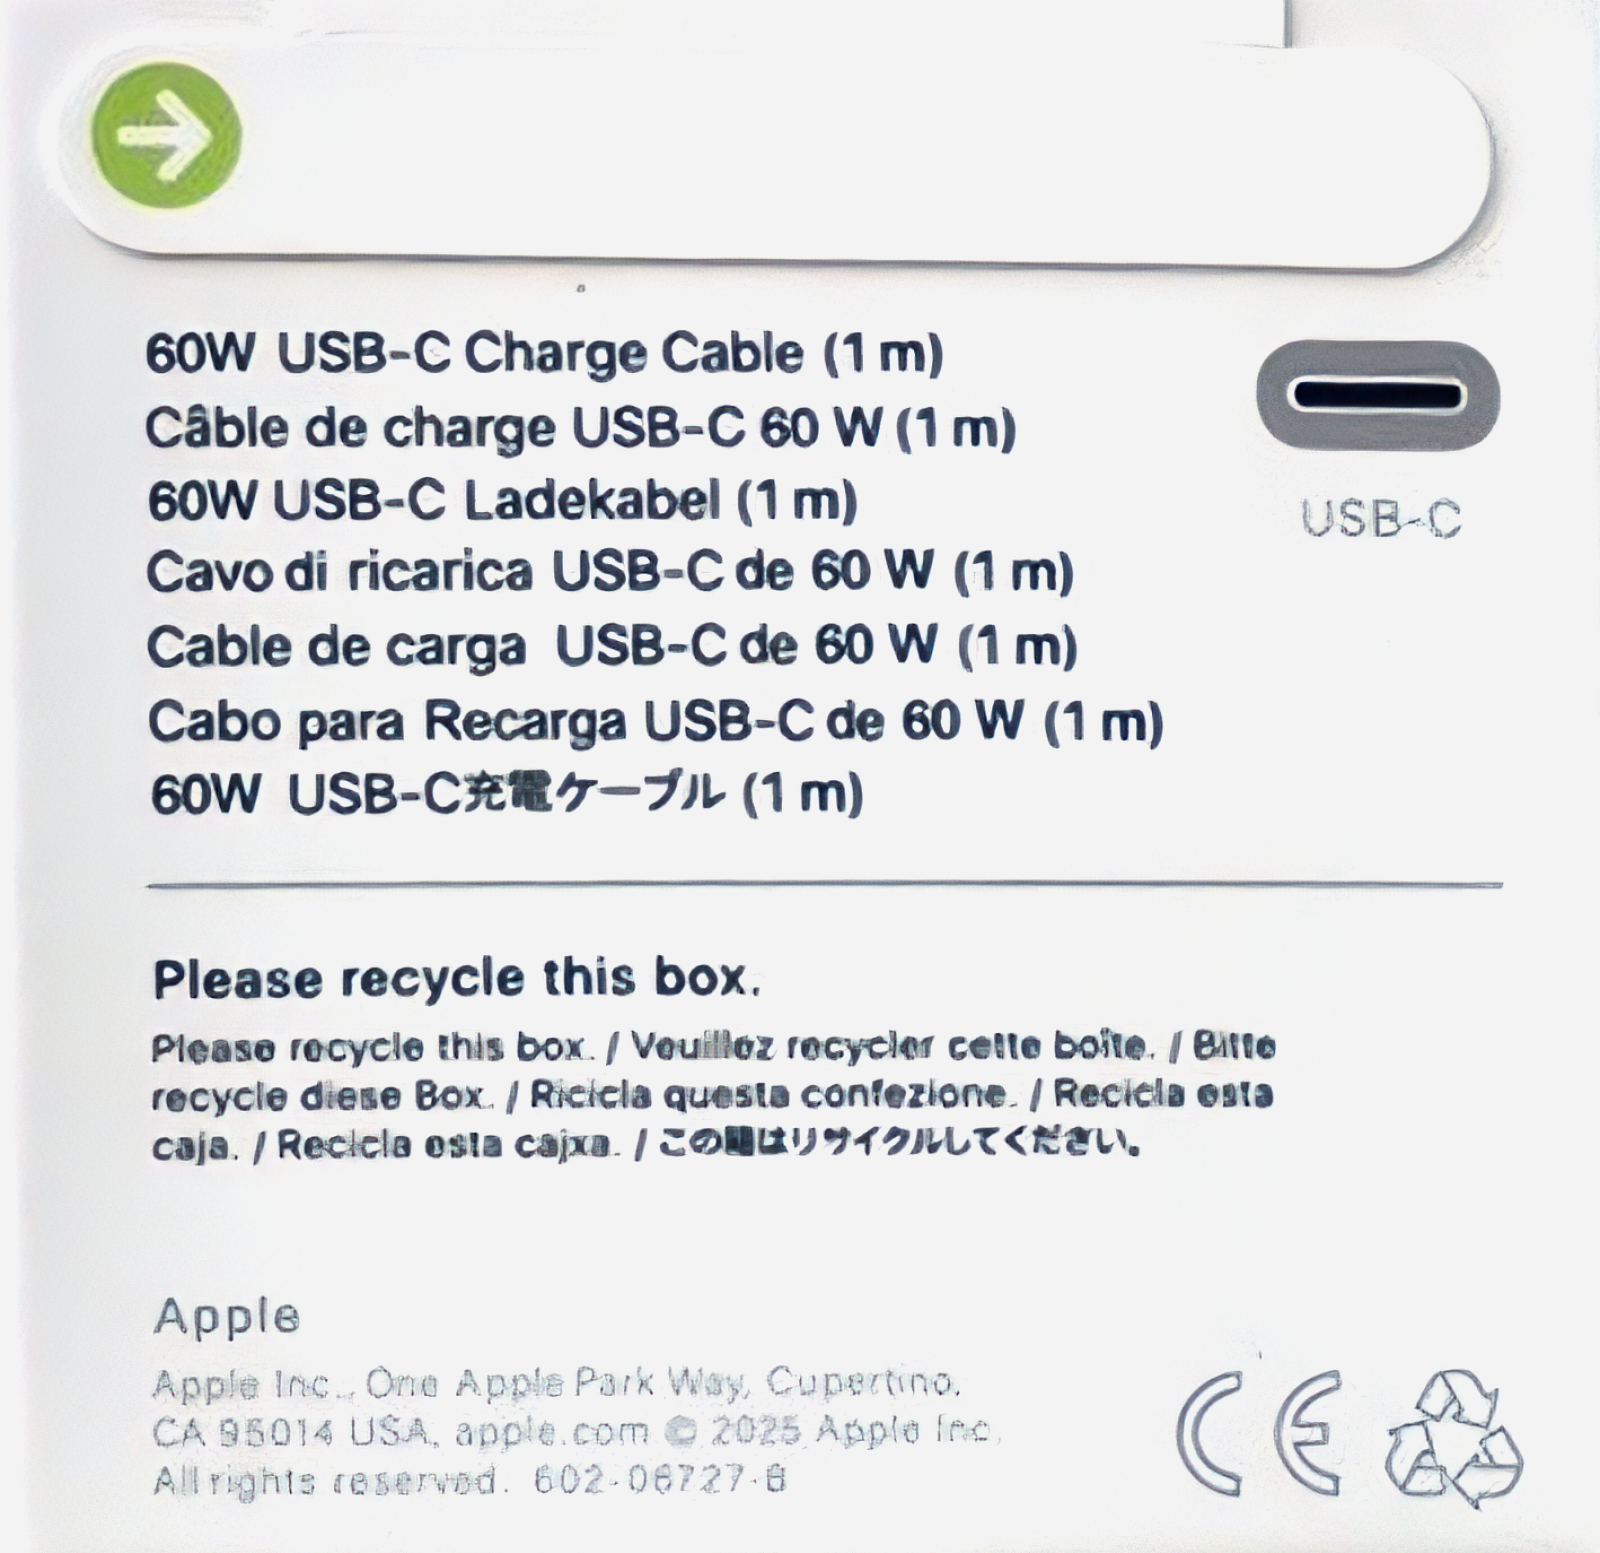 60W USB-C Charge Cable (1 m)
Câble de charge USB-C 60 W (1 m)
60W USB-C Ladekabel (1 m)
Cavo di ricarica USB-C de 60 W (1 m)
Cable de carga USB-C de 60 W (1 m)
Cabo para Recarga USB-C de 60 W (1 m)
60W USB-C充電ケーブル (1 m)
USB-C
Please recycle this box.
Please recycle this box. / Veuillez recycler cette boîte. / Bitte
recycle diese Box. / Ricicla questa confezione. / Recicla esta
caja. / Recicla esta caixa. / この箱はリサイクルしてください。
Apple
Apple Inc., One Apple Park Way, Cupertino,
CA 95014 USA, apple.com © 2025 Apple Inc.
All rights reserved.
CE